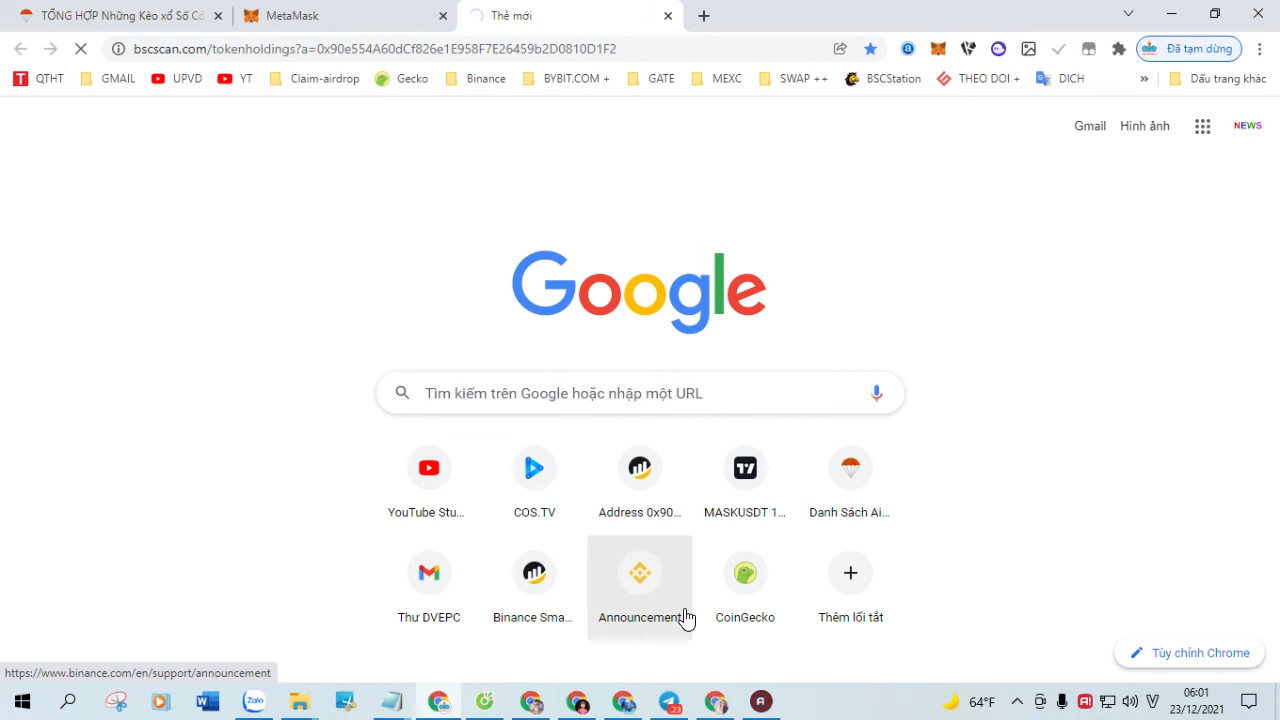 TỔNG HỢP Những Kèo xổ Số Cơ
MetaMask
Thẻ mới
bscscan.com/tokenholdings?a=0x90e554A60dCf826e1E958F7E26459b2D0810D1F2
Đã tạm dừng
QTHT
GMAIL
UPVD
YT
Claim-airdrop
Gecko
Binance
BYBIT.COM +
GATE
MEXC
SWAP ++
BSCStation
THEO DOI +
DICH
»
Dấu trang khác
Gmail
Hình ảnh
NEWS
Google
Tìm kiếm trên Google hoặc nhập một URL
YouTube Stu...
COS.TV
Address 0x90...
MASKUSDT 1...
Danh Sách Ai...
Thư DVEPC
Binance Sma...
Announcement
CoinGecko
Thêm lối tắt
Tùy chỉnh Chrome
https://www.binance.com/en/support/announcement
Zalo
23
64°F
06:01
23/12/2021